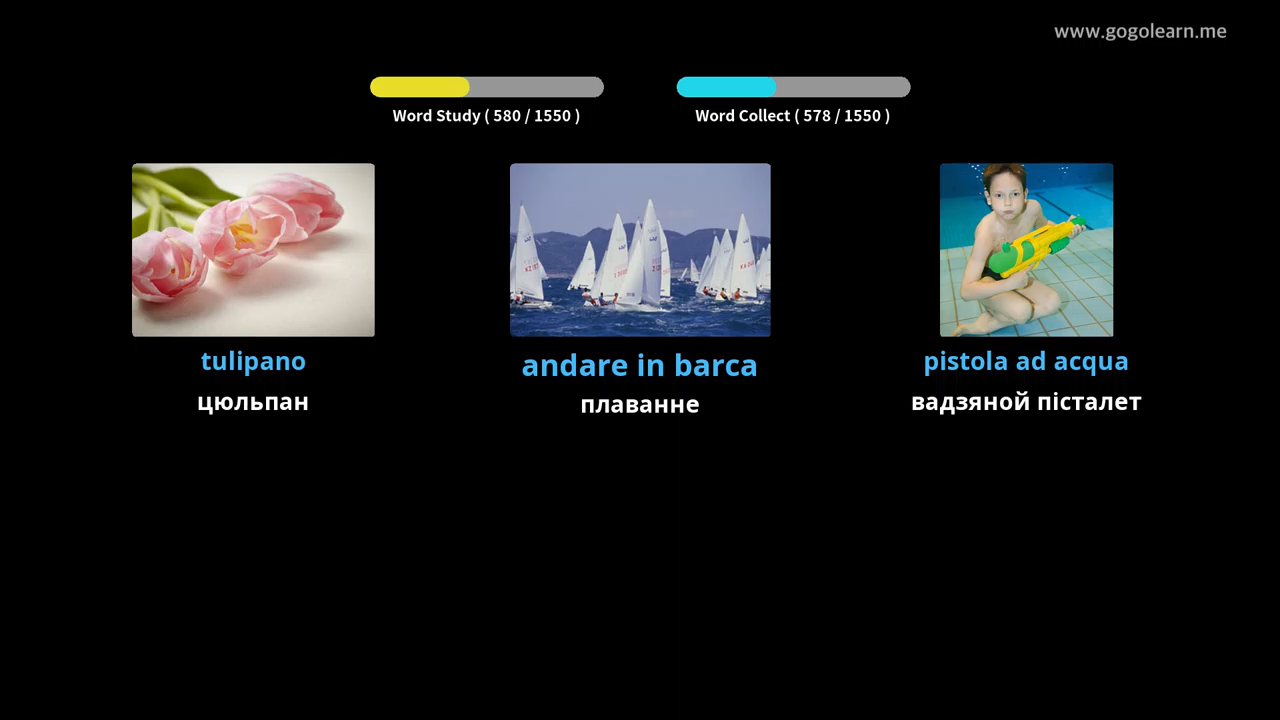 www.gogolearn.me
Word Study ( 580 / 1550 )
Word Collect ( 578 / 1550 )
tulipano
цюльпан
andare in barca
плаванне
pistola ad acqua
вадзяной пісталет